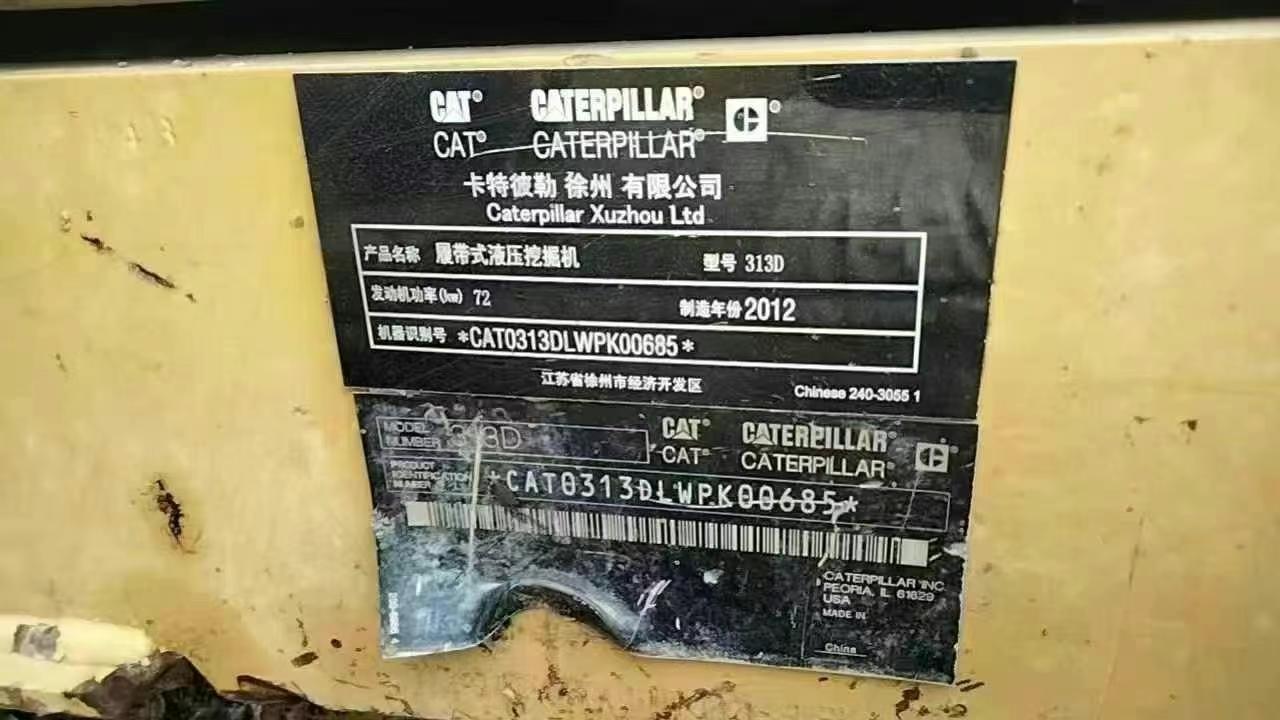 CAT® CATERPILLAR® ®
CAT® CATERPILLAR®
卡特彼勒 徐州 有限公司
Caterpillar Xuzhou Ltd
产品名称 履带式液压挖掘机 型号 313D
发动机功率(kw) 72 制造年份 2012
机器识别号 *CAT0313DLWPK00685*
江苏省徐州市经济开发区 Chinese 240-3055 1
MODEL NUMBER 313D
CAT® CATERPILLAR® ®
CAT® CATERPILLAR®
PRODUCT IDENTIFICATION NUMBER *CAT0313DLWPK00685*
CATERPILLAR INC.
PEORIA, IL 61629
USA
MADE IN
China